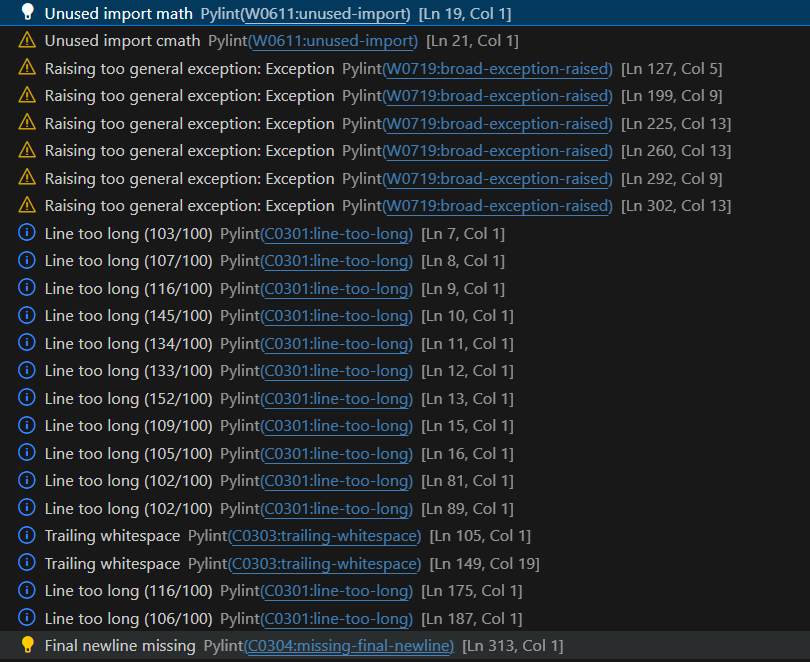 Unused import math Pylint(W0611:unused-import) [Ln 19, Col 1]
Unused import cmath Pylint(W0611:unused-import) [Ln 21, Col 1]
Raising too general exception: Exception Pylint(W0719:broad-exception-raised) [Ln 127, Col 5]
Raising too general exception: Exception Pylint(W0719:broad-exception-raised) [Ln 199, Col 9]
Raising too general exception: Exception Pylint(W0719:broad-exception-raised) [Ln 225, Col 13]
Raising too general exception: Exception Pylint(W0719:broad-exception-raised) [Ln 260, Col 13]
Raising too general exception: Exception Pylint(W0719:broad-exception-raised) [Ln 292, Col 9]
Raising too general exception: Exception Pylint(W0719:broad-exception-raised) [Ln 302, Col 13]
Line too long (103/100) Pylint(C0301:line-too-long) [Ln 7, Col 1]
Line too long (107/100) Pylint(C0301:line-too-long) [Ln 8, Col 1]
Line too long (116/100) Pylint(C0301:line-too-long) [Ln 9, Col 1]
Line too long (145/100) Pylint(C0301:line-too-long) [Ln 10, Col 1]
Line too long (134/100) Pylint(C0301:line-too-long) [Ln 11, Col 1]
Line too long (133/100) Pylint(C0301:line-too-long) [Ln 12, Col 1]
Line too long (152/100) Pylint(C0301:line-too-long) [Ln 13, Col 1]
Line too long (109/100) Pylint(C0301:line-too-long) [Ln 15, Col 1]
Line too long (105/100) Pylint(C0301:line-too-long) [Ln 16, Col 1]
Line too long (102/100) Pylint(C0301:line-too-long) [Ln 81, Col 1]
Line too long (102/100) Pylint(C0301:line-too-long) [Ln 89, Col 1]
Trailing whitespace Pylint(C0303:trailing-whitespace) [Ln 105, Col 1]
Trailing whitespace Pylint(C0303:trailing-whitespace) [Ln 149, Col 19]
Line too long (116/100) Pylint(C0301:line-too-long) [Ln 175, Col 1]
Line too long (106/100) Pylint(C0301:line-too-long) [Ln 187, Col 1]
Final newline missing Pylint(C0304:missing-final-newline) [Ln 313, Col 1]